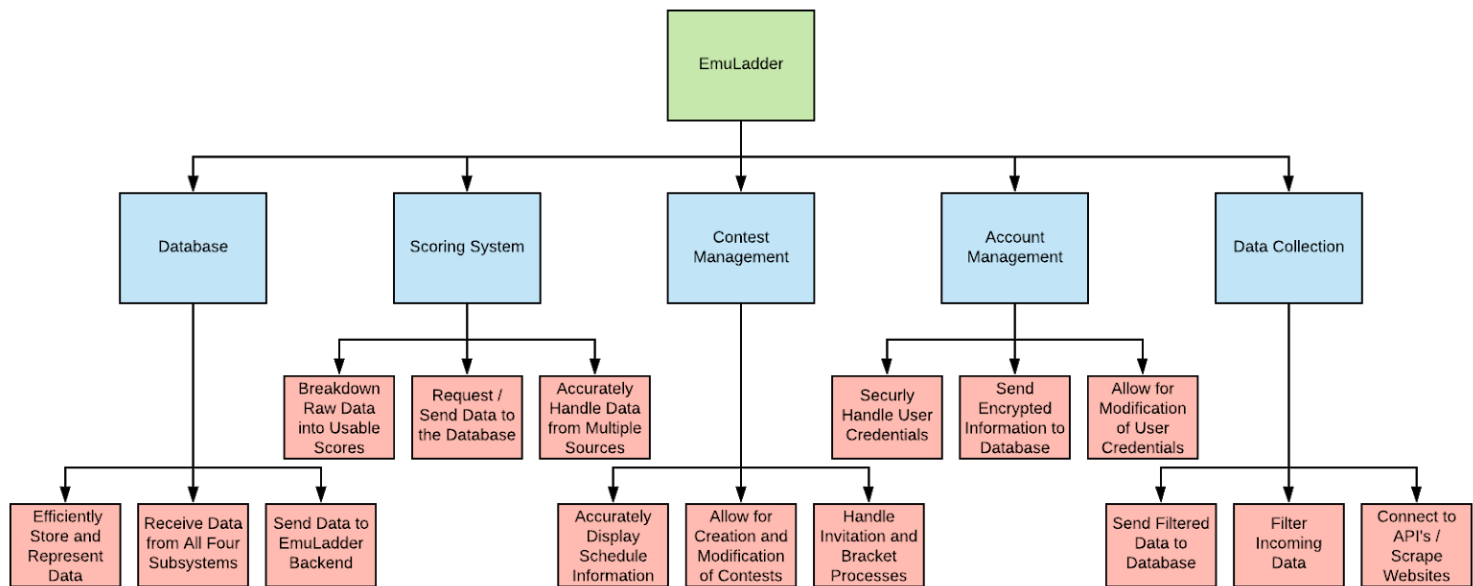 EmuLadder
Database
Scoring System
Contest
Management
Account
Management
Data Collection
Breakdown
Raw Data
into Usable
Scores
Request /
Send Data to
the Database
Accurately
Handle Data
from Multiple
Sources
Securly
Handle User
Credentials
Send
Encrypted
Information to
Database
Allow for
Modification
of User
Credentials
Efficiently
Store and
Represent
Data
Receive Data
from All Four
Subsystems
Send Data to
EmuLadder
Backend
Accurately
Display
Schedule
Information
Allow for
Creation and
Modification
of Contests
Handle
Invitation and
Bracket
Processes
Send Filtered
Data to
Database
Filter
Incoming
Data
Connect to
API's /
Scrape
Websites